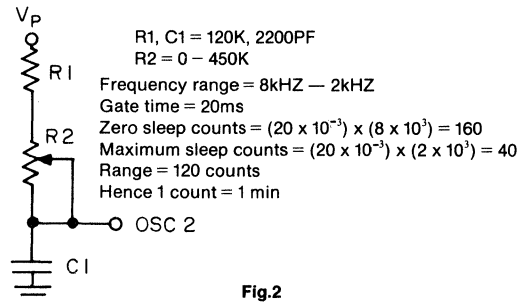 VP
R1, C1 = 120K, 2200PF
R2 = 0 – 450K
R1
Frequency range = 8kHZ — 2kHZ
Gate time = 20ms
Zero sleep counts = (20 x 10⁻³) x (8 x 10³) = 160
R2
Maximum sleep counts = (20 x 10⁻³) x (2 x 10³) = 40
Range = 120 counts
Hence 1 count = 1 min
OSC 2
C1
Fig.2